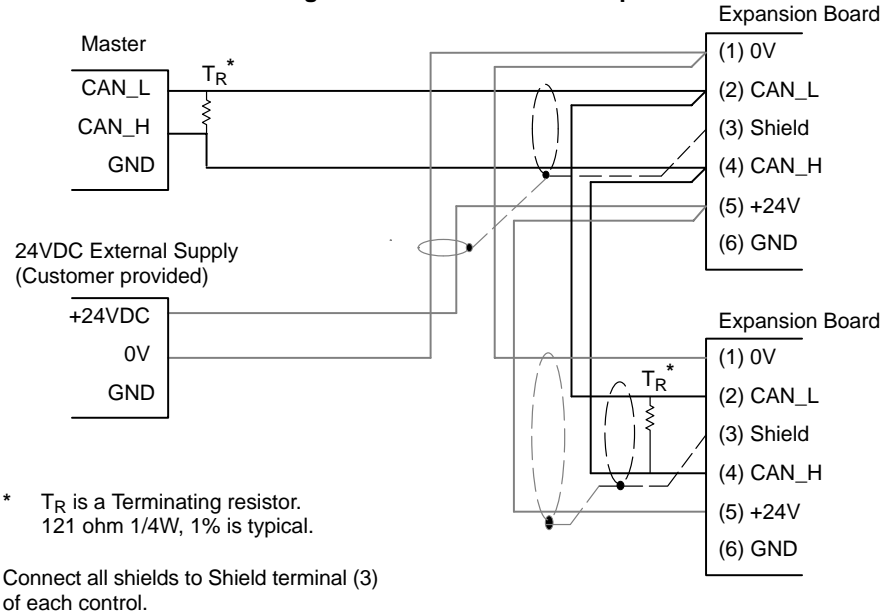 Expansion Board
Master
(1) 0V
T_R*
CAN_L
(2) CAN_L
CAN_H
(3) Shield
GND
(4) CAN_H
(5) +24V
24VDC External Supply
(Customer provided)
(6) GND
+24VDC
Expansion Board
0V
(1) 0V
T_R*
GND
(2) CAN_L
(3) Shield
(4) CAN_H
* T_R is a Terminating resistor.
121 ohm 1/4W, 1% is typical.
(5) +24V
(6) GND
Connect all shields to Shield terminal (3)
of each control.